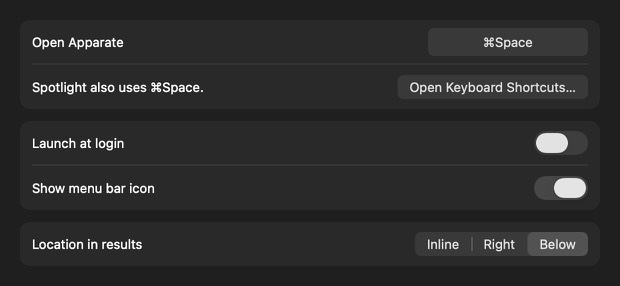 Open Apparate
⌘Space
Spotlight also uses ⌘Space.
Open Keyboard Shortcuts...
Launch at login
Show menu bar icon
Location in results
Inline
Right
Below